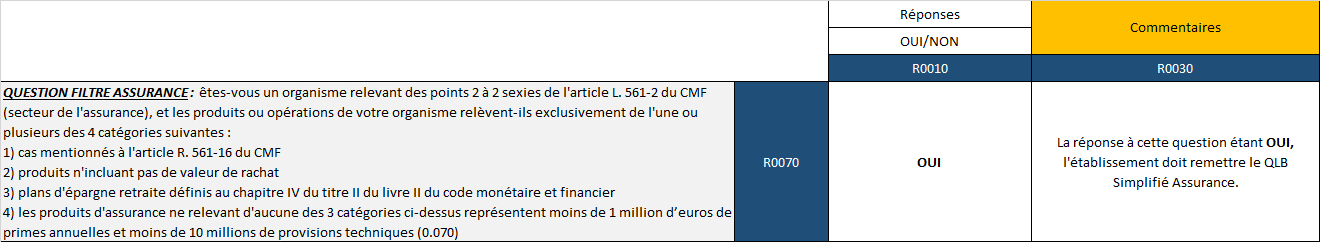 Réponses
Commentaires
OUI/NON
R0010
R0030
QUESTION FILTRE ASSURANCE : êtes-vous un organisme relevant des points 2 à 2 sexies de l'article L. 561-2 du CMF
(secteur de l'assurance), et les produits ou opérations de votre organisme relèvent-ils exclusivement de l'une ou
plusieurs des 4 catégories suivantes :
1) cas mentionnés à l'article R. 561-16 du CMF
2) produits n'incluant pas de valeur de rachat
3) plans d'épargne retraite définis au chapitre IV du titre II du livre II du code monétaire et financier
4) les produits d'assurance ne relevant d'aucune des 3 catégories ci-dessus représentent moins de 1 million d’euros de
primes annuelles et moins de 10 millions de provisions techniques (0.070)
R0070
OUI
La réponse à cette question étant OUI,
l'établissement doit remettre le QLB
Simplifié Assurance.